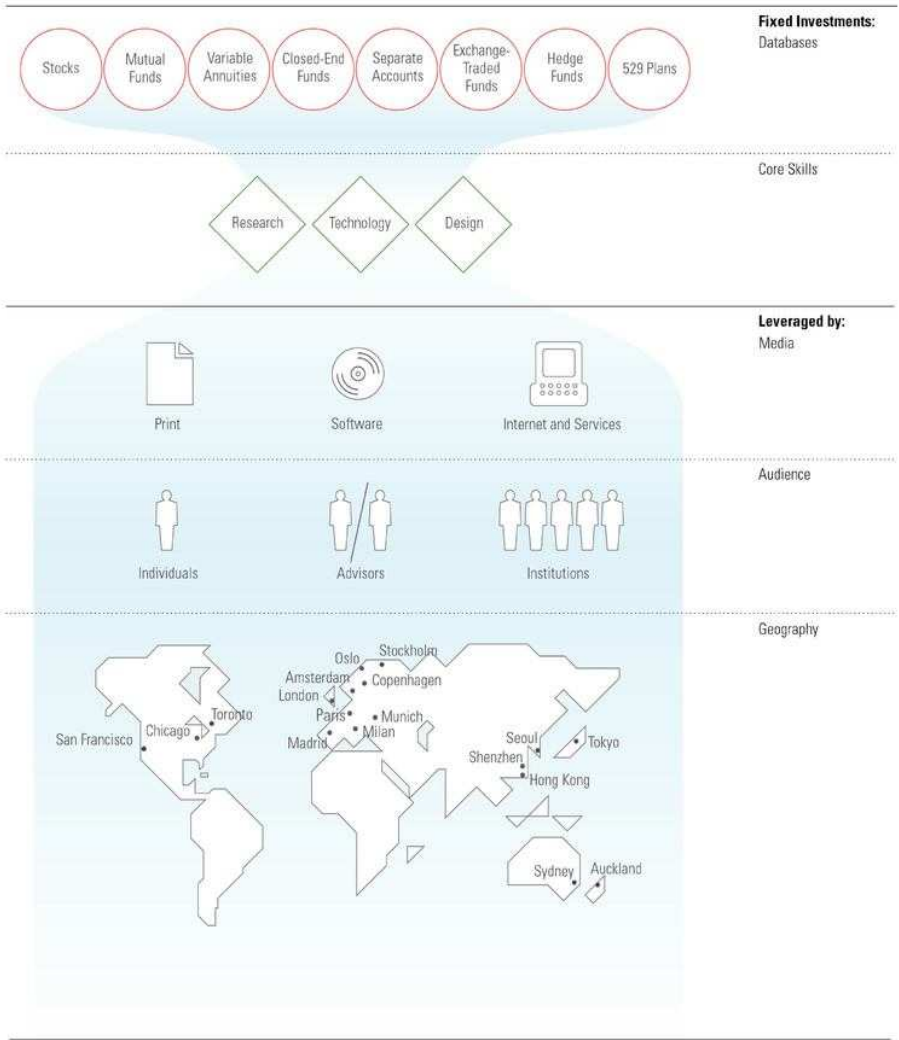 Fixed Investments:
Databases
Stocks
Mutual
Funds
Variable
Annuities
Closed-End
Funds
Separate
Accounts
Exchange-
Traded
Funds
Hedge
Funds
529 Plans
Core Skills
Research
Technology
Design
Leveraged by:
Media
Print
Software
Internet and Services
Audience
Individuals
Advisors
Institutions
Geography
Oslo
Stockholm
Amsterdam
Copenhagen
London
Paris
Munich
Milan
Madrid
Toronto
Chicago
San Francisco
Seoul
Tokyo
Shenzhen
Hong Kong
Sydney
Auckland